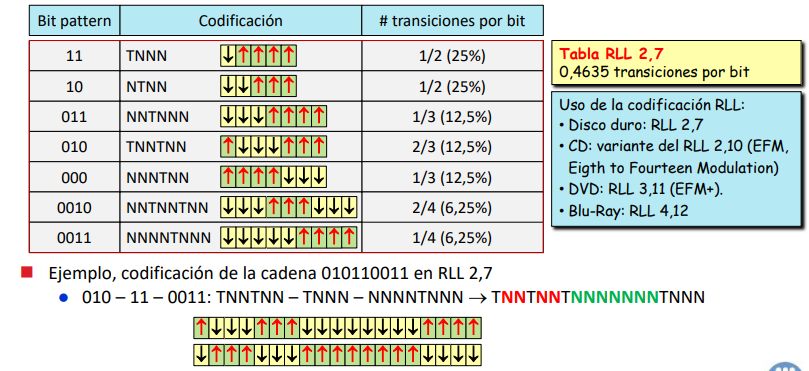 Bit pattern Codificación # transiciones por bit
11 TNNN ↓↑↑↑↑ 1/2 (25%)
10 NTNN ↓↓↑↑↑ 1/2 (25%)
011 NNTNNN ↓↓↓↑↑↑↑ 1/3 (12,5%)
010 TNNTNN ↑↓↓↓↑↑↑ 2/3 (12,5%)
000 NNNTNN ↑↑↑↑↓↓↓ 1/3 (12,5%)
0010 NNTNNTNN ↓↓↓↑↑↑↓↓↓ 2/4 (6,25%)
0011 NNNNTNNN ↓↓↓↓↓↑↑↑↑ 1/4 (6,25%)
Tabla RLL 2,7
0,4635 transiciones por bit
Uso de la codificación RLL:
• Disco duro: RLL 2,7
• CD: variante del RLL 2,10 (EFM,
Eigth to Fourteen Modulation)
• DVD: RLL 3,11 (EFM+).
• Blu-Ray: RLL 4,12
Ejemplo, codificación de la cadena 010110011 en RLL 2,7
• 010 – 11 – 0011: TNNTNN – TNNN – NNNNTNNN → TNNTNNTNNNNNNNTNNN
↑↓↓↓↑↑↑↓↓↓↓↓↓↓↓↑↑↑↑
↓↑↑↑↓↓↓↑↑↑↑↑↑↑↑↓↓↓↓